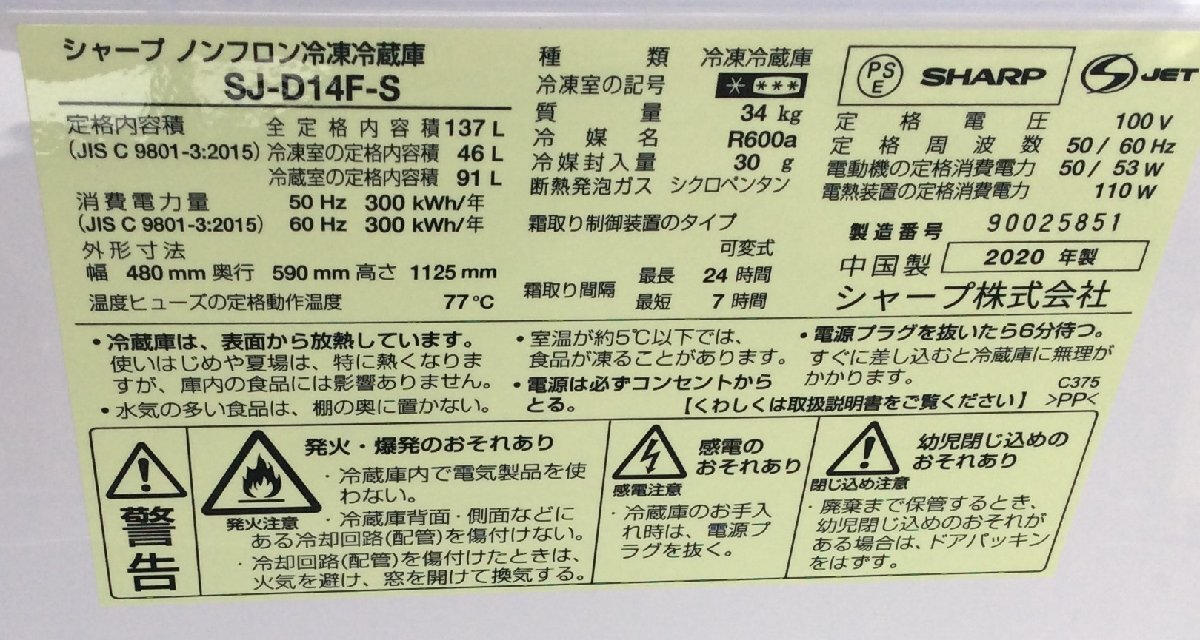 シャープ ノンフロン冷凍冷蔵庫
SJ-D14F-S
定格内容積 全定格内容積 137 L
(JIS C 9801-3:2015) 冷凍室の定格内容積 46 L
冷蔵室の定格内容積 91 L
消費電力量 50 Hz 300 kWh/年
(JIS C 9801-3:2015) 60 Hz 300 kWh/年
外形寸法
幅 480 mm 奥行 590 mm 高さ 1125 mm
温度ヒューズの定格動作温度 77℃
種類 冷凍冷蔵庫
冷凍室の記号 * ***
質量 34 kg
冷媒名 R600a
冷媒封入量 30 g
断熱発泡ガス シクロペンタン
霜取り制御装置のタイプ
可変式
霜取り間隔 最長 24 時間
最短 7 時間
PS
E
SHARP
JET
定格電圧 100 V
定格周波数 50 / 60 Hz
電動機の定格消費電力 50 / 53 W
電熱装置の定格消費電力 110 W
製造番号 90025851
中国製 2020 年製
シャープ株式会社
・冷蔵庫は、表面から放熱しています。
使いはじめや夏場は、特に熱くなりま
すが、庫内の食品には影響ありません。
・水気の多い食品は、棚の奥に置かない。
・室温が約5℃以下では、
食品が凍ることがあります。
・電源は必ずコンセントから
とる。
・電源プラグを抜いたら6分待つ。
すぐに差し込むと冷蔵庫に無理が
かかります。
C375
【くわしくは取扱説明書をご覧ください】 >PP<
警告
発火・爆発のおそれあり
発火注意
・冷蔵庫内で電気製品を使
わない。
・冷蔵庫背面・側面などに
ある冷却回路(配管)を傷付けない。
・冷却回路(配管)を傷付けたときは、
火気を避け、窓を開けて換気する。
感電の
おそれあり
感電注意
・冷蔵庫のお手入
れ時は、電源プ
ラグを抜く。
幼児閉じ込めの
おそれあり
閉じ込め注意
・廃棄まで保管するとき、
幼児閉じ込めのおそれが
ある場合は、ドアパッキン
をはずす。